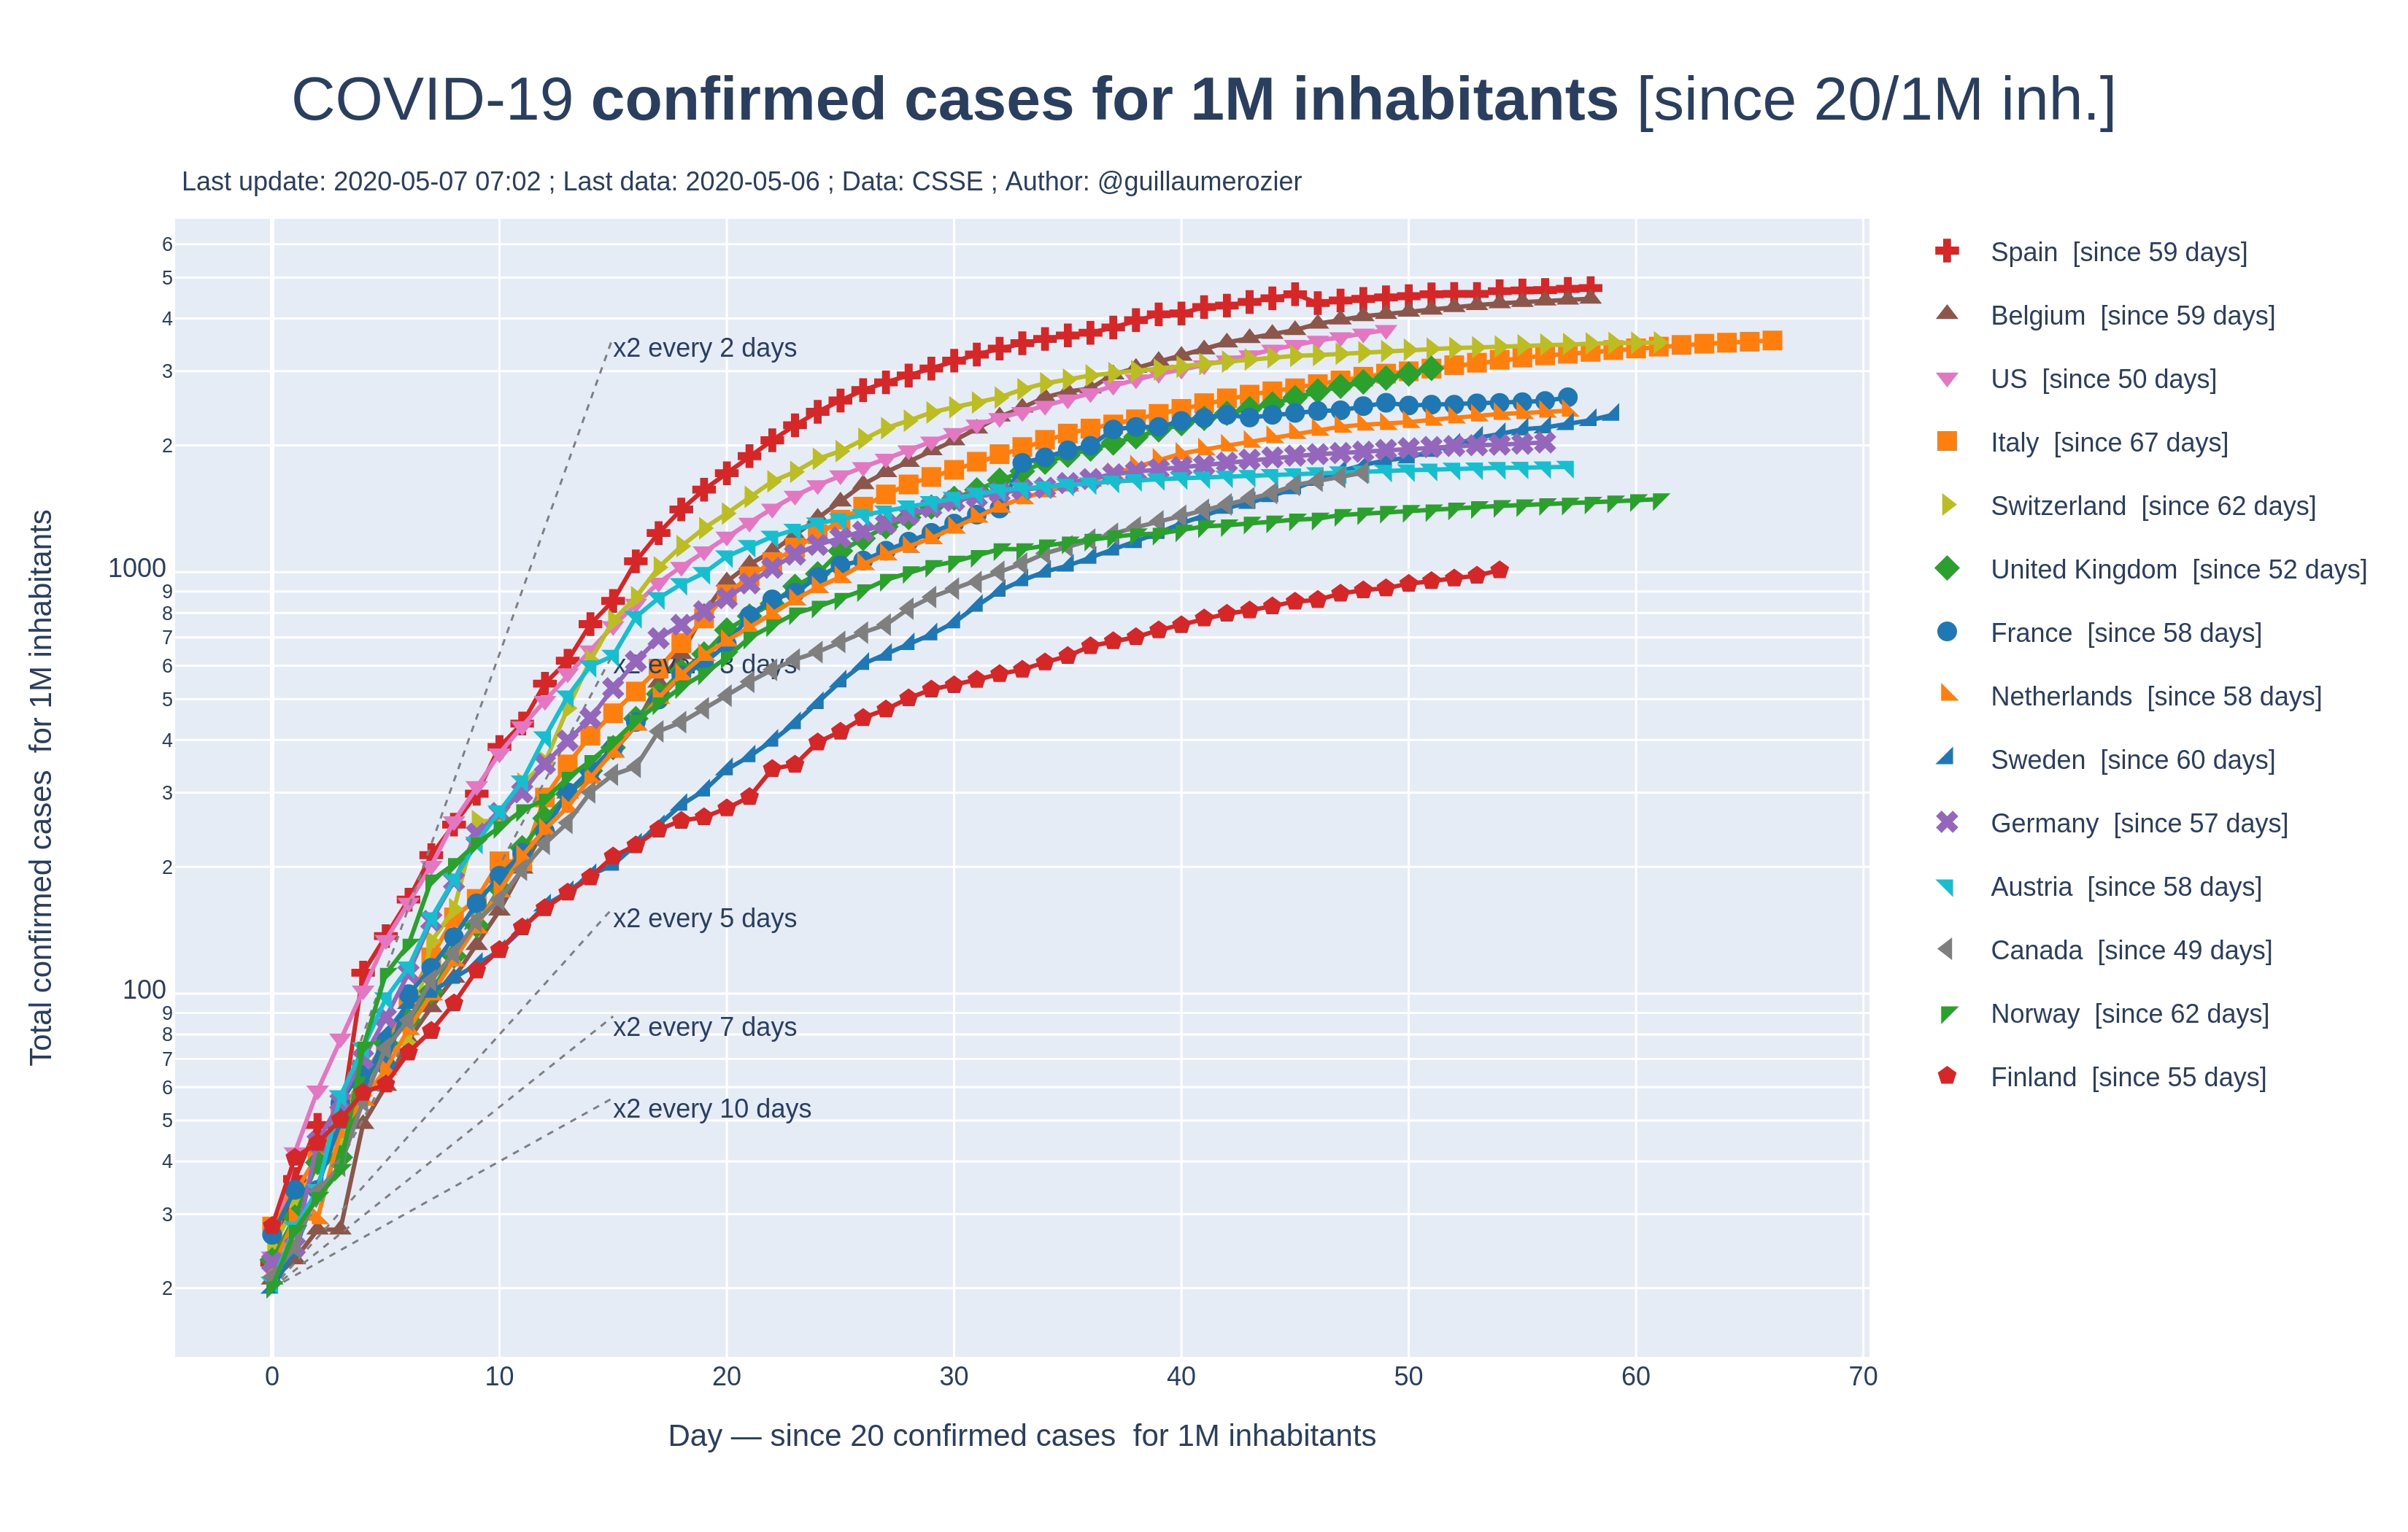 COVID-19 confirmed cases for 1M inhabitants [since 20/1M inh.]
Last update: 2020-05-07 07:02 ; Last data: 2020-05-06 ; Data: CSSE ; Author: @guillaumerozier
Total confirmed cases for 1M inhabitants
6
5
4
3
2
1000
9
8
7
6
5
4
3
2
100
9
8
7
6
5
4
3
2
x2 every 2 days
x2 every 3 days
x2 every 5 days
x2 every 7 days
x2 every 10 days
0 10 20 30 40 50 60 70
Day — since 20 confirmed cases for 1M inhabitants
Spain [since 59 days]
Belgium [since 59 days]
US [since 50 days]
Italy [since 67 days]
Switzerland [since 62 days]
United Kingdom [since 52 days]
France [since 58 days]
Netherlands [since 58 days]
Sweden [since 60 days]
Germany [since 57 days]
Austria [since 58 days]
Canada [since 49 days]
Norway [since 62 days]
Finland [since 55 days]